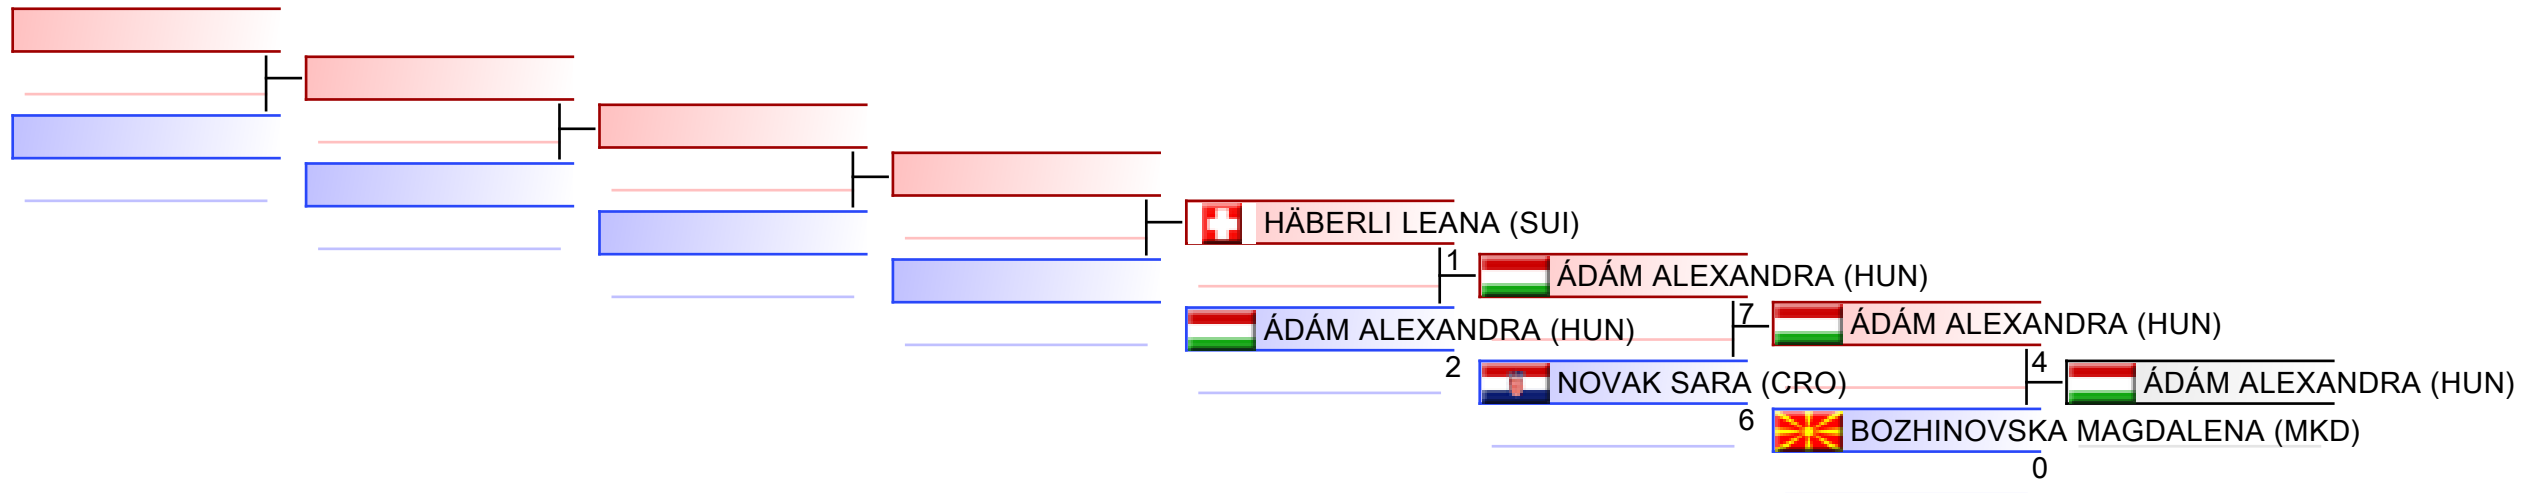 HÄBERLI LEANA (SUI)
1
ÁDÁM ALEXANDRA (HUN)
2
ÁDÁM ALEXANDRA (HUN)
7
NOVAK SARA (CRO)
6
ÁDÁM ALEXANDRA (HUN)
4
BOZHINOVSKA MAGDALENA (MKD)
0
ÁDÁM ALEXANDRA (HUN)